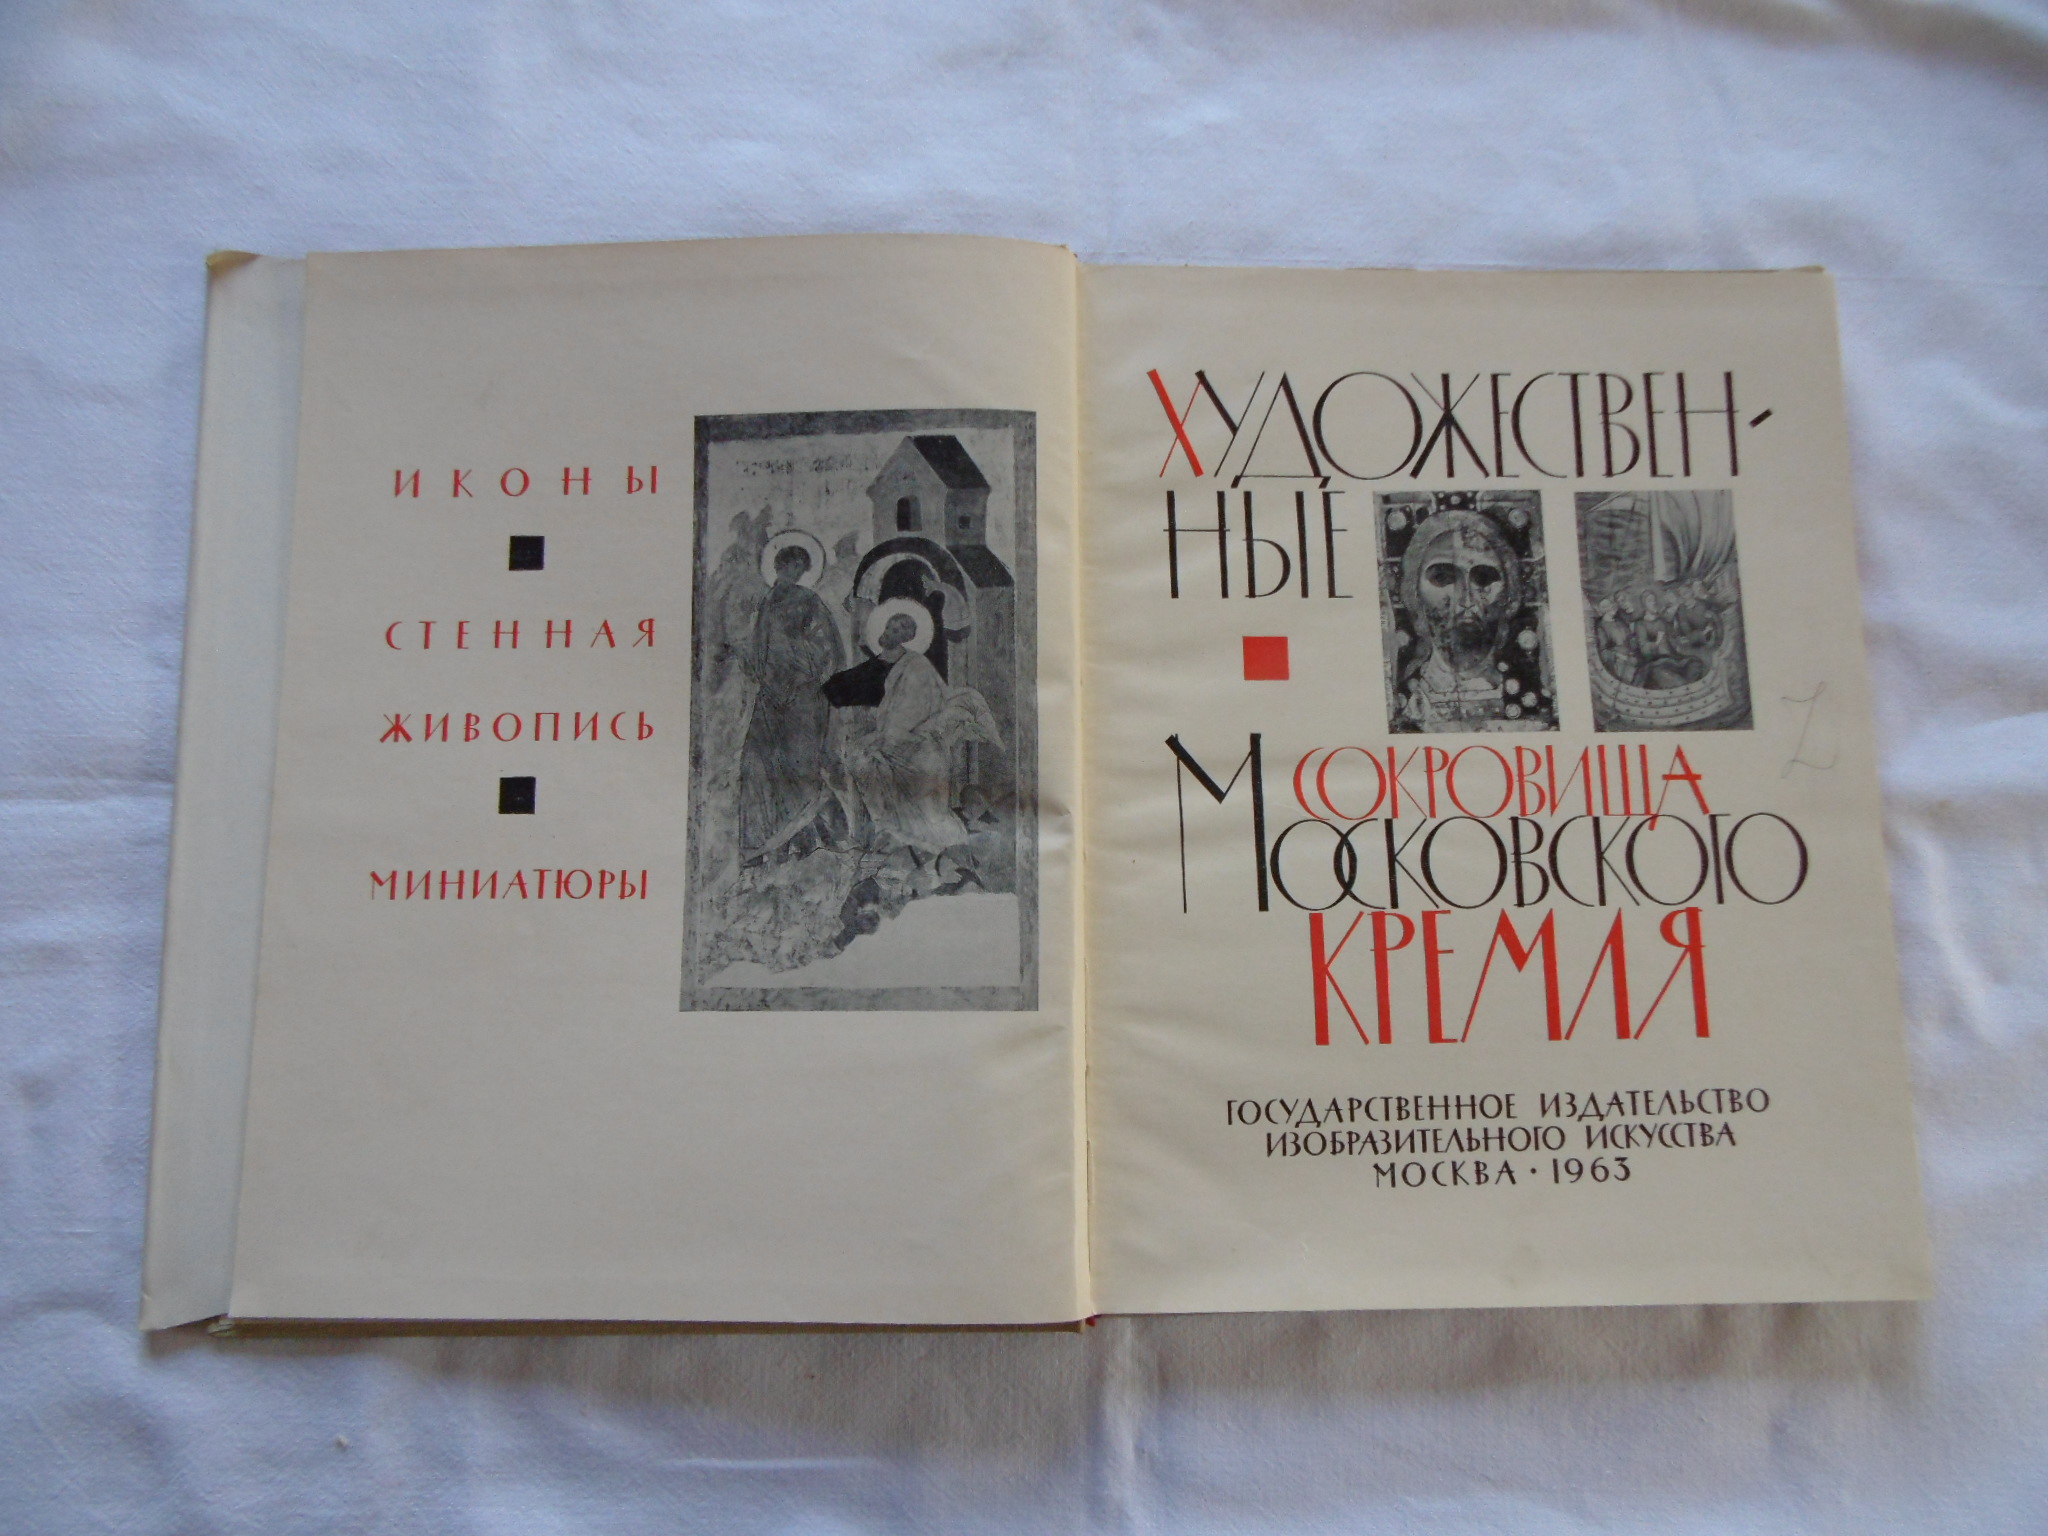 ИКОНЫ
СТЕННАЯ
ЖИВОПИСЬ
МИНИАТЮРЫ
ХУДОЖЕСТВЕН-
НЫЕ
СОКРОВИЩА
МОСКОВСКОГО
КРЕМЛЯ
ГОСУДАРСТВЕННОЕ ИЗДАТЕЛЬСТВО
ИЗОБРАЗИТЕЛЬНОГО ИСКУССТВА
МОСКВА · 1963